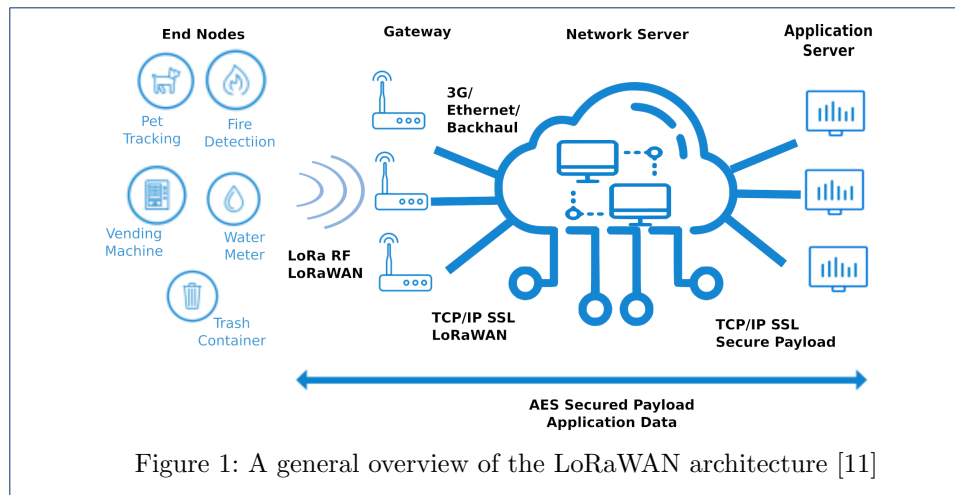 End Nodes
Gateway
Network Server
Application
Server
Pet
Tracking
Fire
Detectiion
3G/
Ethernet/
Backhaul
Vending
Machine
Water
Meter
LoRa RF
LoRaWAN
Trash
Container
TCP/IP SSL
LoRaWAN
TCP/IP SSL
Secure Payload
AES Secured Payload
Application Data
Figure 1: A general overview of the LoRaWAN architecture [11]